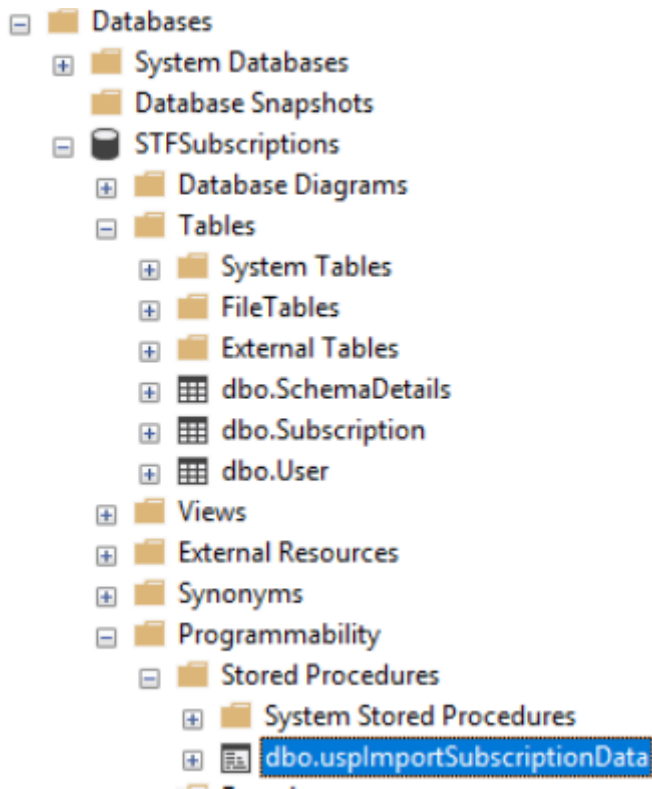 Databases
System Databases
Database Snapshots
STFSubscriptions
Database Diagrams
Tables
System Tables
FileTables
External Tables
dbo.SchemaDetails
dbo.Subscription
dbo.User
Views
External Resources
Synonyms
Programmability
Stored Procedures
System Stored Procedures
dbo.uspImportSubscriptionData